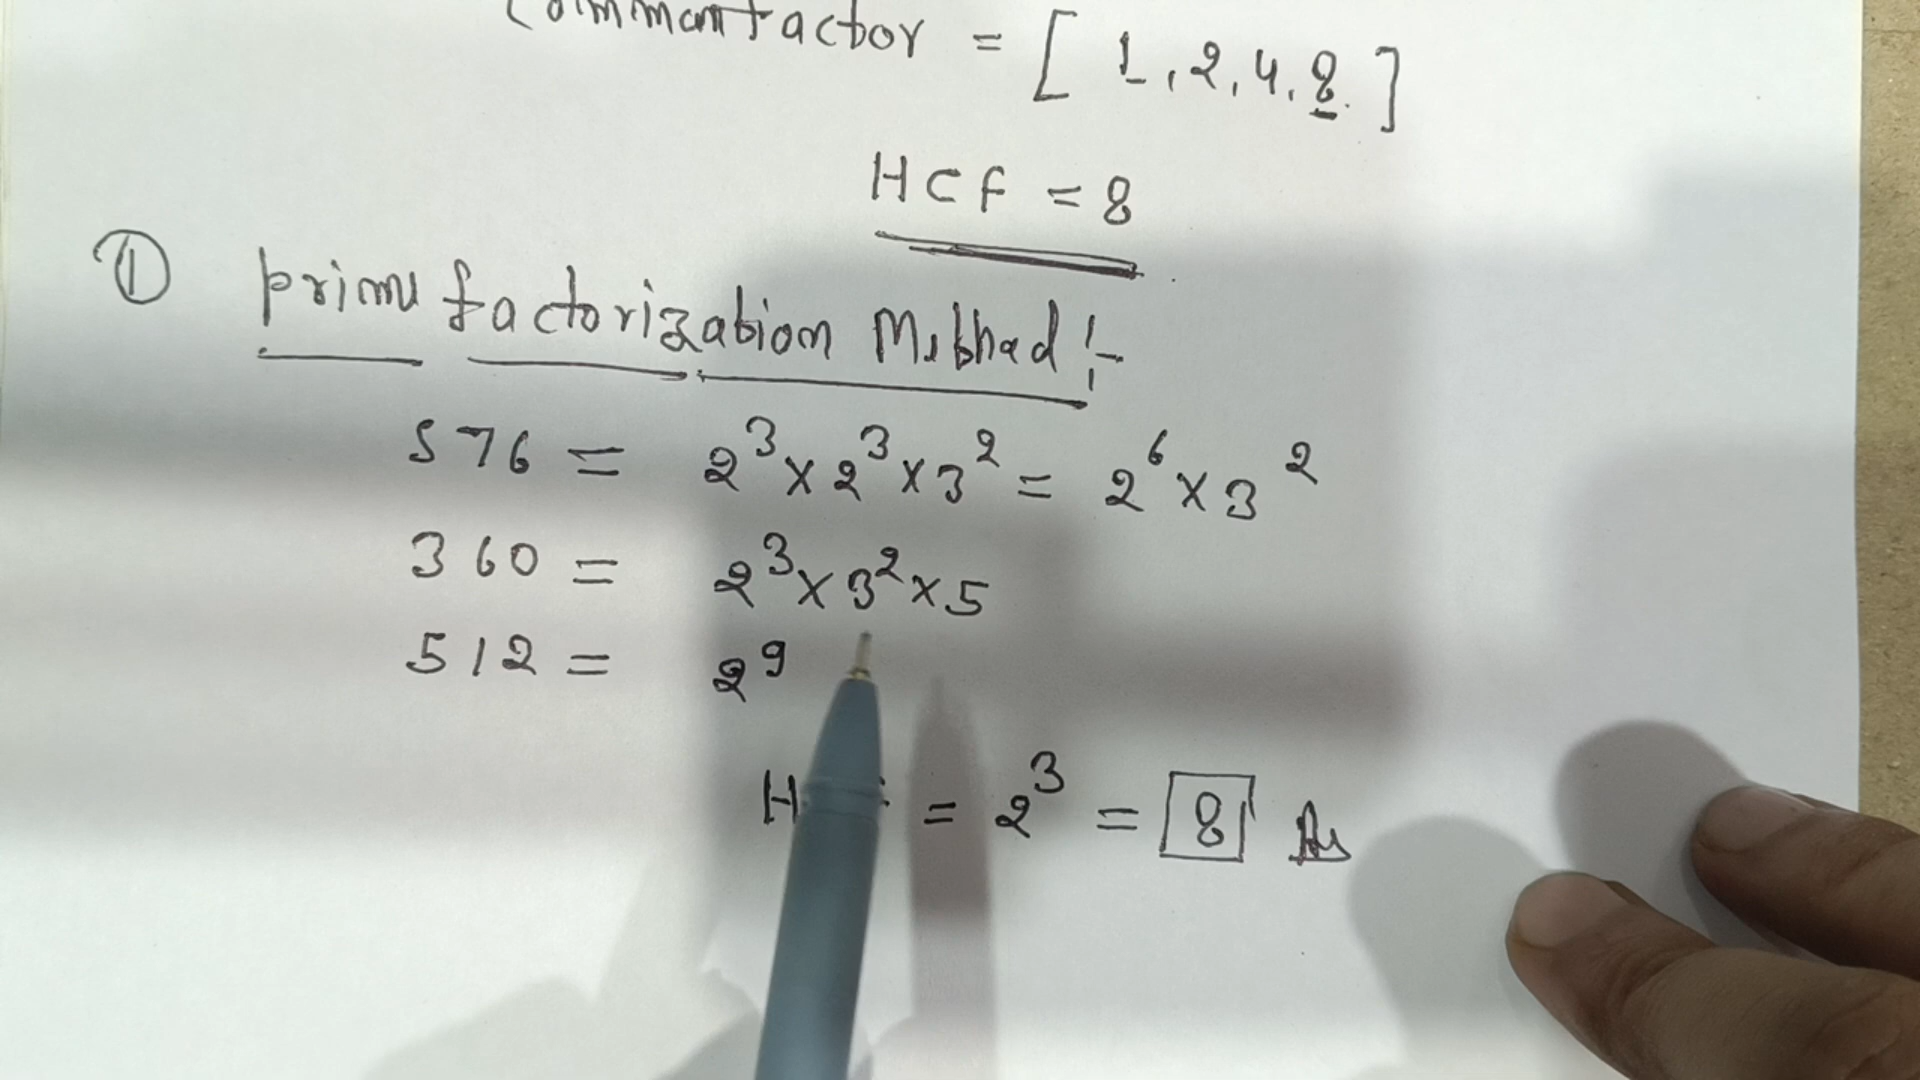 Common factor = [ 1, 2, 4, 8. ]
HCF = 8
① Prime factorization Method :-
576 = 2³ × 2³ × 3² = 2⁶ × 3²
360 = 2³ × 3² × 5
512 = 2⁹
H = 2³ = 8 Ans